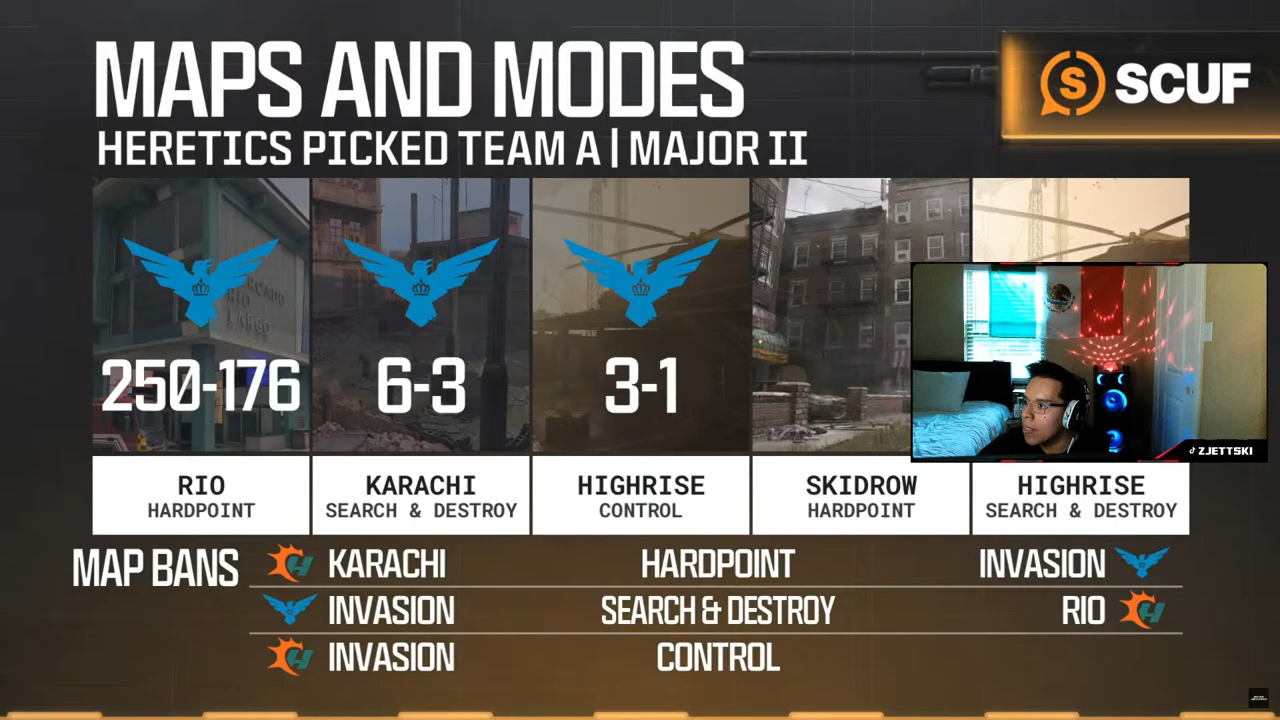 MAPS AND MODES
SCUF
HERETICS PICKED TEAM A | MAJOR II
250-176
6-3
3-1
RIO
HARDPOINT
KARACHI
SEARCH & DESTROY
HIGHRISE
CONTROL
SKIDROW
HARDPOINT
HIGHRISE
SEARCH & DESTROY
ZJETTSKI
MAP BANS
KARACHI HARDPOINT INVASION
INVASION SEARCH & DESTROY RIO
INVASION CONTROL